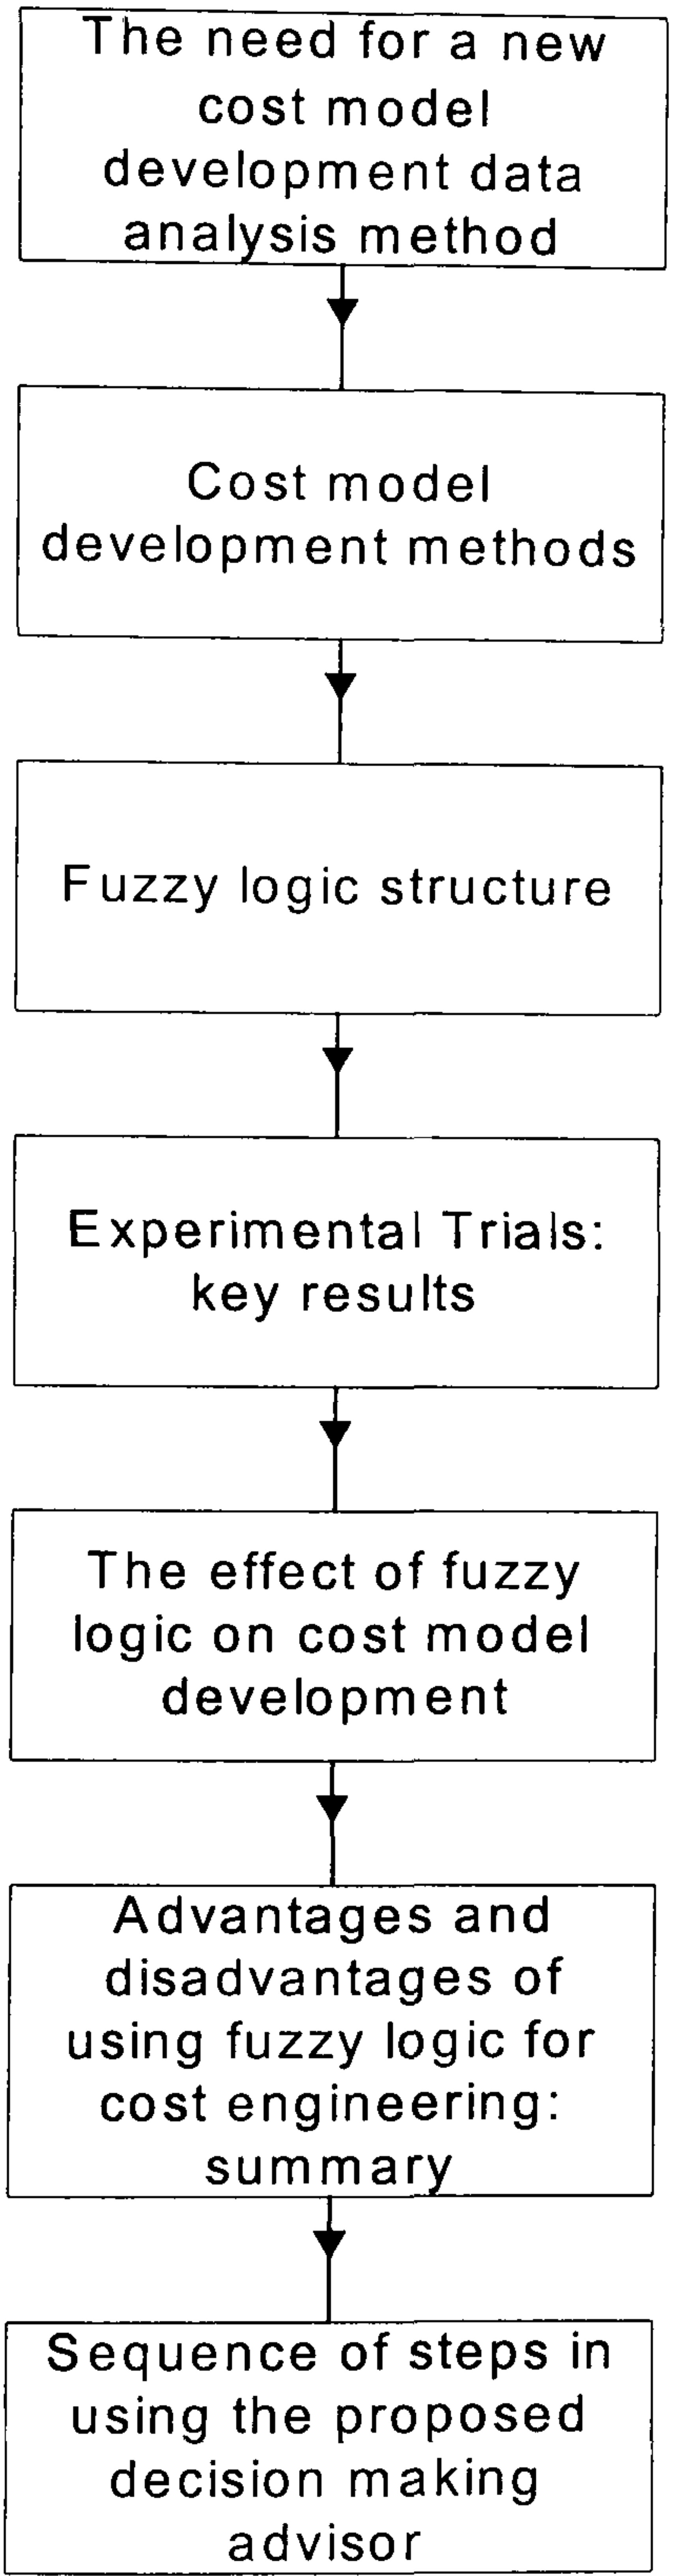 The need for a new
cost model
development data
analysis method
Cost model
development methods
Fuzzy logic structure
Experimental Trials:
key results
The effect of fuzzy
logic on cost model
development
Advantages and
disadvantages of
using fuzzy logic for
cost engineering:
summary
Sequence of steps in
using the proposed
decision making
advisor